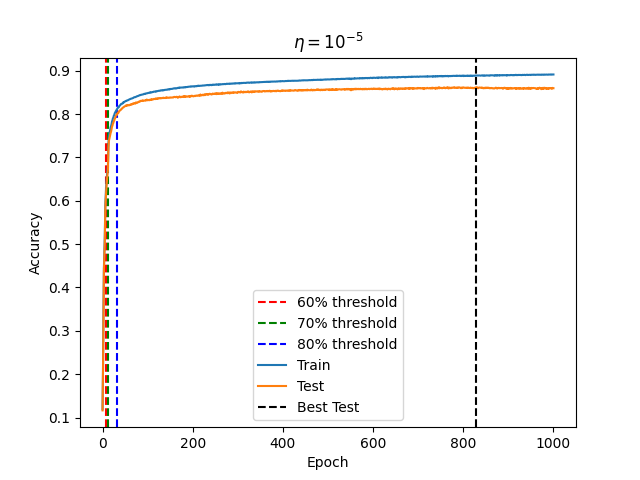 η = 10⁻⁵
0.9
0.8
0.7
0.6
0.5
0.4
0.3
0.2
0.1
Accuracy
60% threshold
70% threshold
80% threshold
Train
Test
Best Test
0 200 400 600 800 1000
Epoch